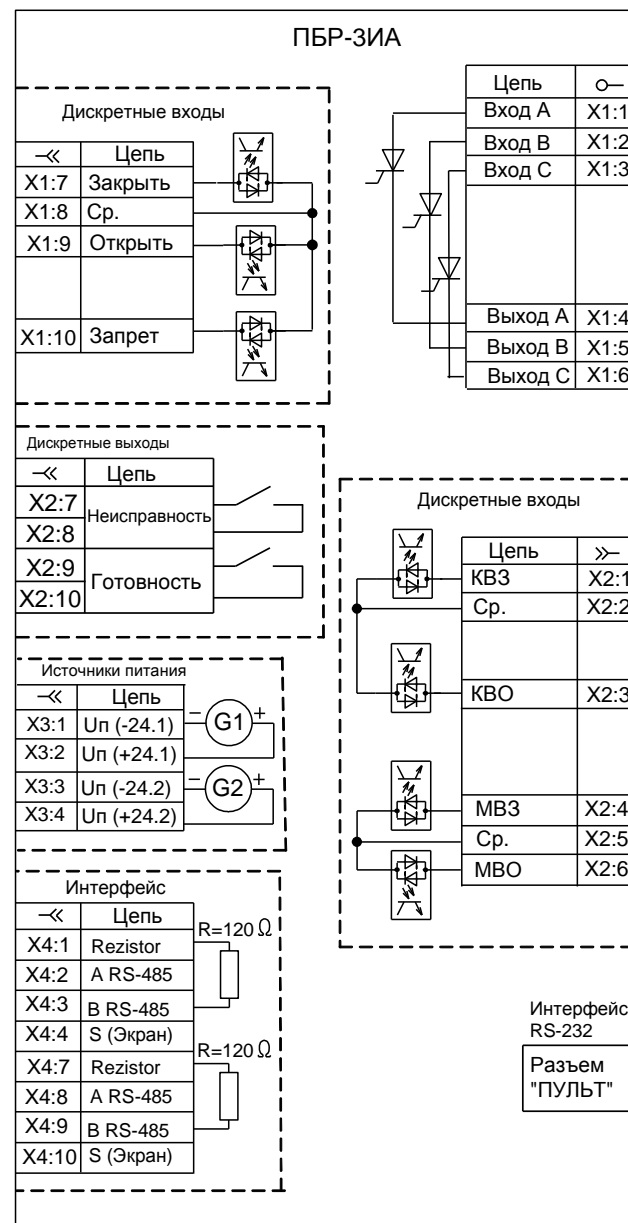 ПБР-3ИА
Дискретные входы
Цепь
X1:7 Закрыть
X1:8 Ср.
X1:9 Открыть
X1:10 Запрет
Цепь
Вход А X1:1
Вход В X1:2
Вход С X1:3
Выход А X1:4
Выход В X1:5
Выход С X1:6
Дискретные выходы
Цепь
X2:7
Неисправность
X2:8
X2:9
Готовность
X2:10
Дискретные входы
Цепь
КВЗ X2:1
Ср. X2:2
КВО X2:3
МВЗ X2:4
Ср. X2:5
МВО X2:6
Источники питания
Цепь
X3:1 Uп (-24.1)
X3:2 Uп (+24.1)
X3:3 Uп (-24.2)
X3:4 Uп (+24.2)
− G1 +
− G2 +
Интерфейс
Цепь
X4:1 Rezistor
X4:2 A RS-485
X4:3 B RS-485
X4:4 S (Экран)
X4:7 Rezistor
X4:8 A RS-485
X4:9 B RS-485
X4:10 S (Экран)
R=120 Ω
R=120 Ω
Интерфейс
RS-232
Разъем
"ПУЛЬТ"